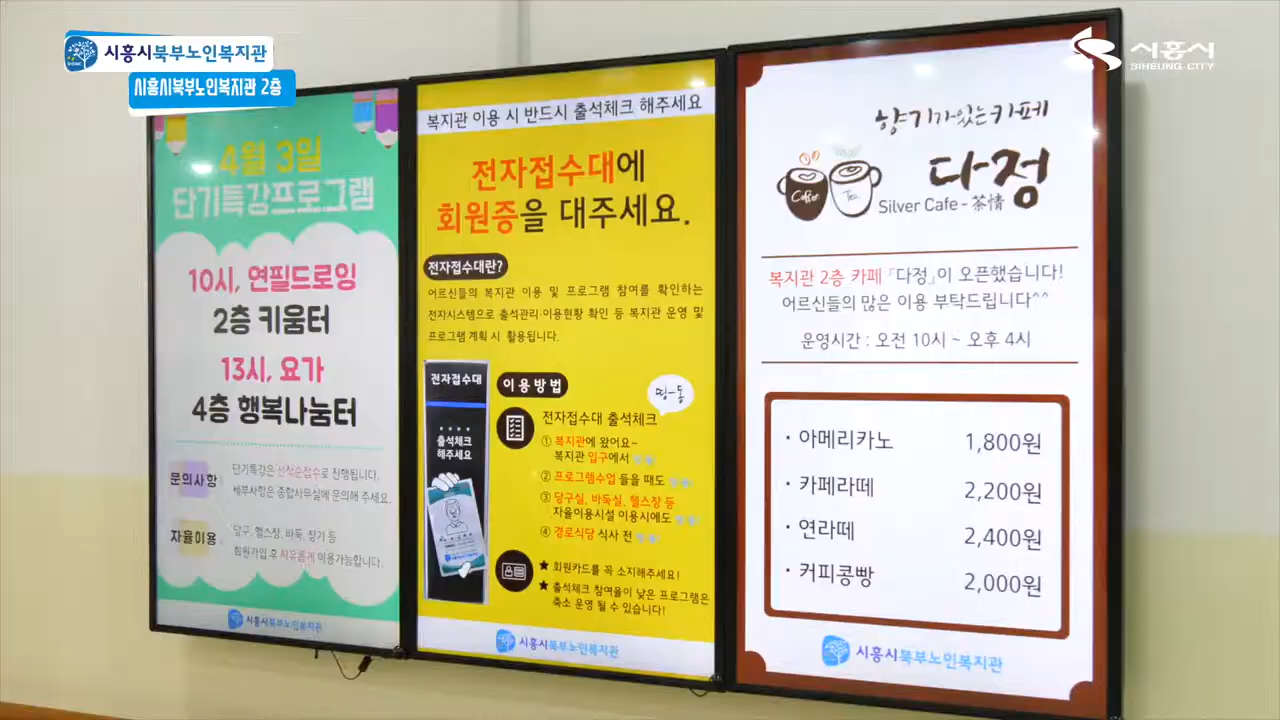 시흥시북부노인복지관
시흥시북부노인복지관 2층
시흥시
SIHEUNG CITY
4월 3일
단기특강프로그램
10시, 연필드로잉
2층 키움터
13시, 요가
4층 행복나눔터
문의사항
단기특강은 선착순접수로 진행됩니다.
세부사항은 종합사무실에 문의해 주세요.
자율이용
당구, 헬스장, 바둑, 장기 등
회원가입 후 자유롭게 이용가능합니다.
시흥시북부노인복지관
복지관 이용 시 반드시 출석체크 해주세요
전자접수대에
회원증을 대주세요.
전자접수대란?
어르신들의 복지관 이용 및 프로그램 참여를 확인하는
전자시스템으로 출석관리·이용현황 확인 등 복지관 운영 및
프로그램 계획 시 활용됩니다.
전자접수대
출석체크
해주세요
이용방법
띵-동
전자접수대 출석체크
① 복지관에 왔어요~
복지관 입구에서
② 프로그램수업 들을 때도
③ 당구실, 바둑실, 헬스장 등
자율이용시설 이용시에도
④ 경로식당 식사 전
★ 회원카드를 꼭 소지해주세요!
★ 출석체크 참여율이 낮은 프로그램은
축소 운영 될 수 있습니다!
시흥시북부노인복지관
향기가있는카페
다정
Coffee
Tea
Silver Cafe - 茶情
복지관 2층 카페 『다정』이 오픈했습니다!
어르신들의 많은 이용 부탁드립니다^^
운영시간 : 오전 10시 ~ 오후 4시
· 아메리카노 1,800원
· 카페라떼 2,200원
· 연라떼 2,400원
· 커피콩빵 2,000원
시흥시북부노인복지관